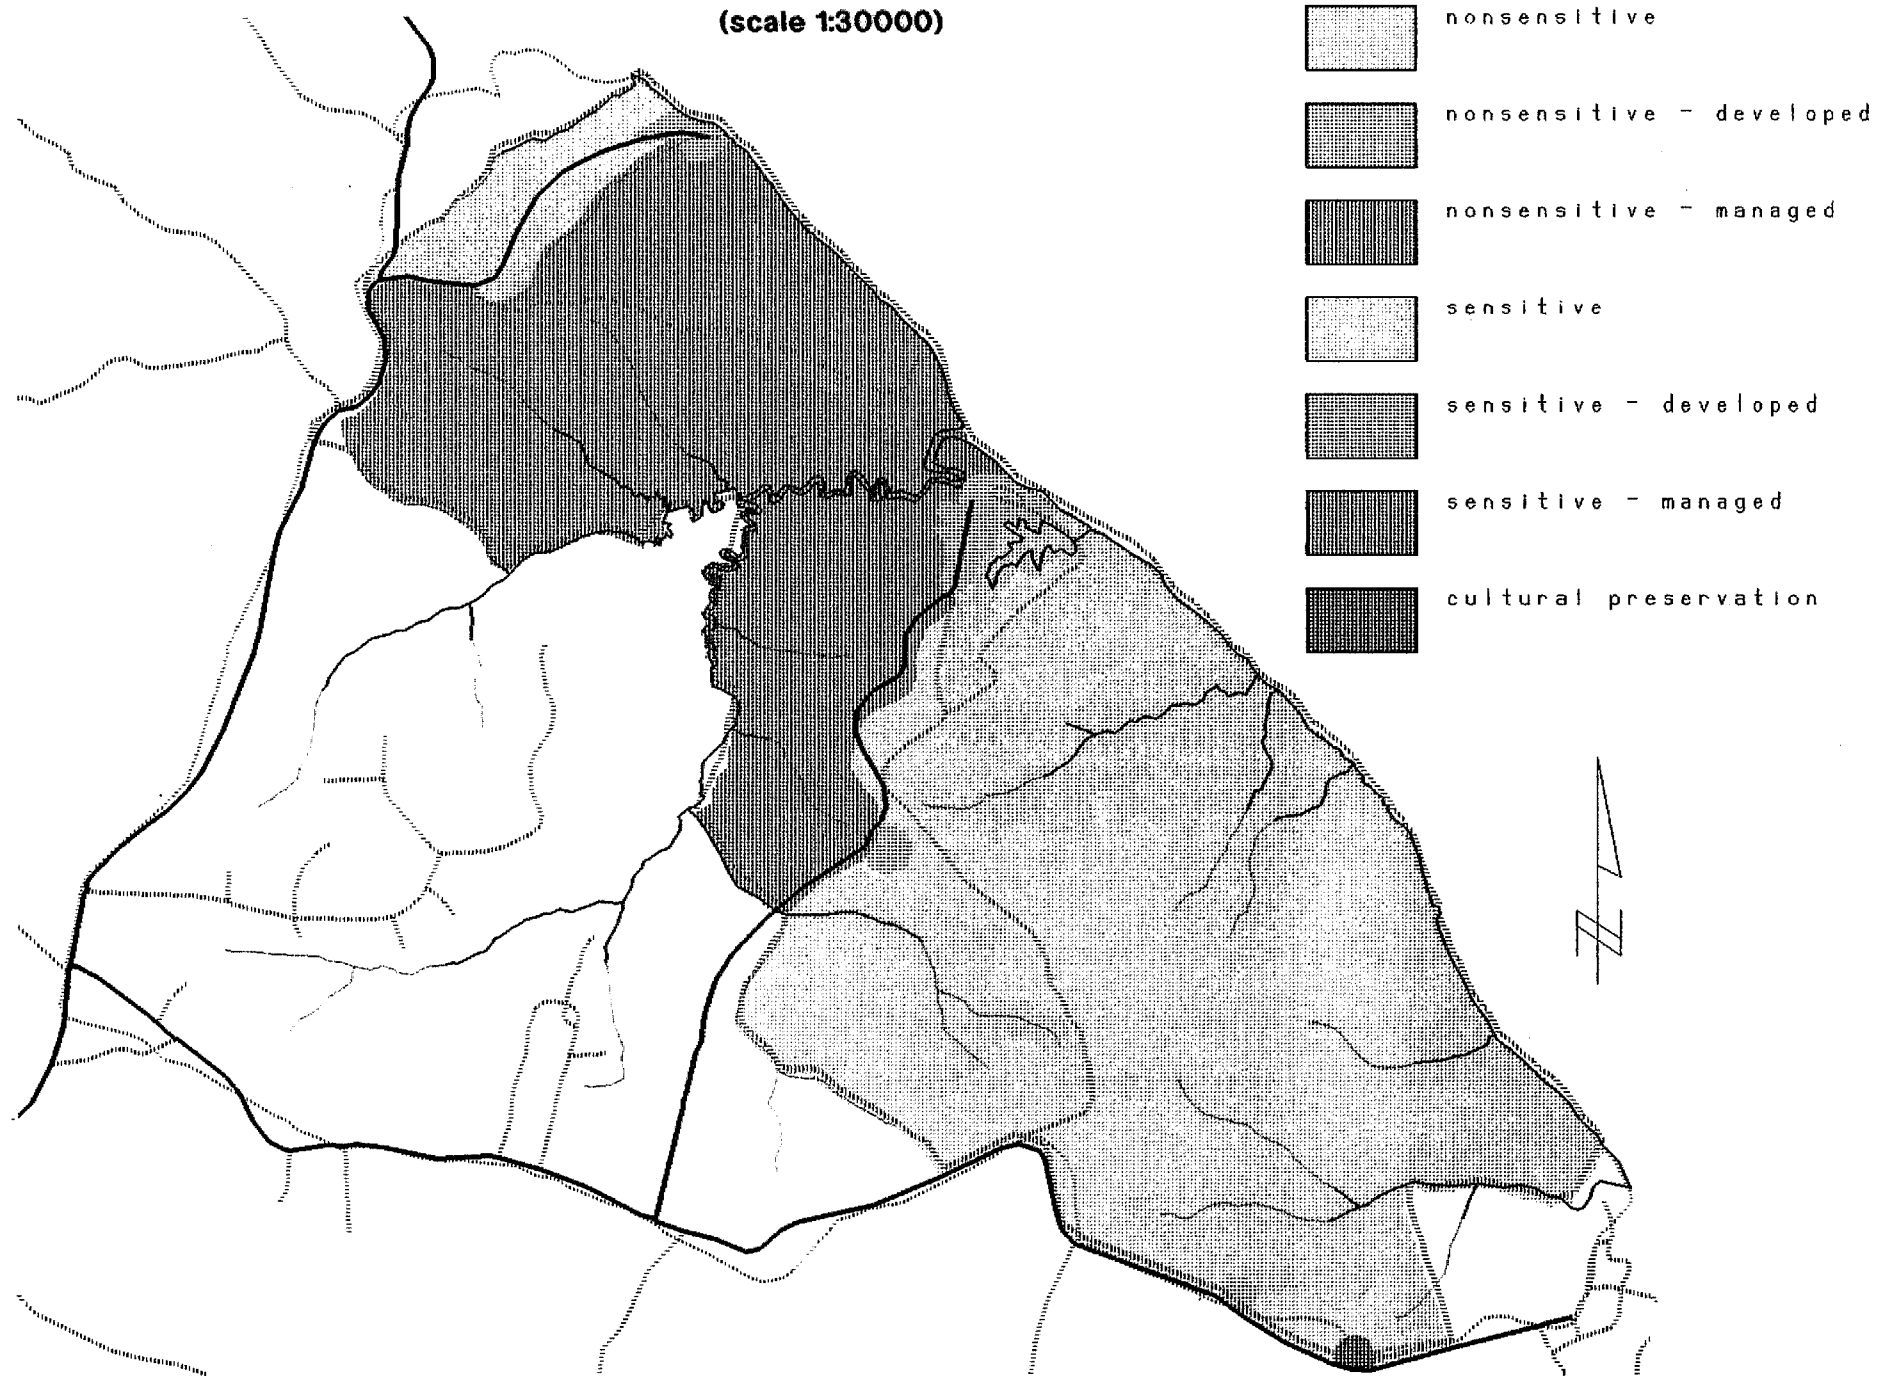 (scale 1:30000)
nonsensitive
nonsensitive - developed
nonsensitive - managed
sensitive
sensitive - developed
sensitive - managed
cultural preservation
N